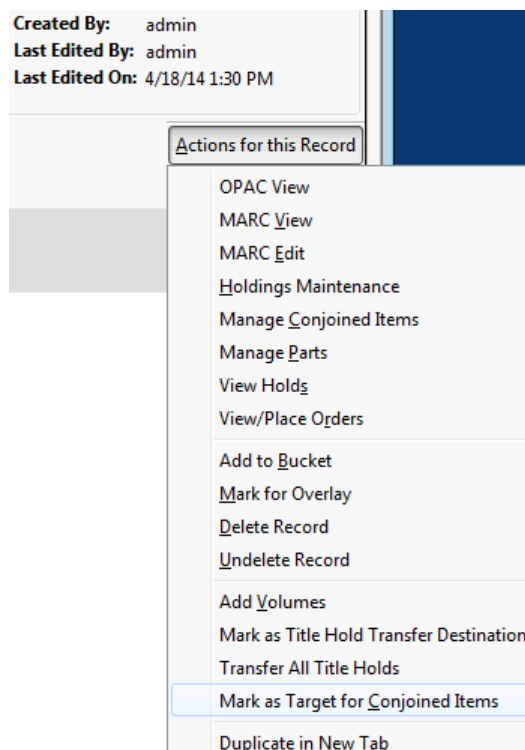 Created By: admin
Last Edited By: admin
Last Edited On: 4/18/14 1:30 PM
Actions for this Record
OPAC View
MARC View
MARC Edit
Holdings Maintenance
Manage Conjoined Items
Manage Parts
View Holds
View/Place Orders
Add to Bucket
Mark for Overlay
Delete Record
Undelete Record
Add Volumes
Mark as Title Hold Transfer Destination
Transfer All Title Holds
Mark as Target for Conjoined Items
Duplicate in New Tab